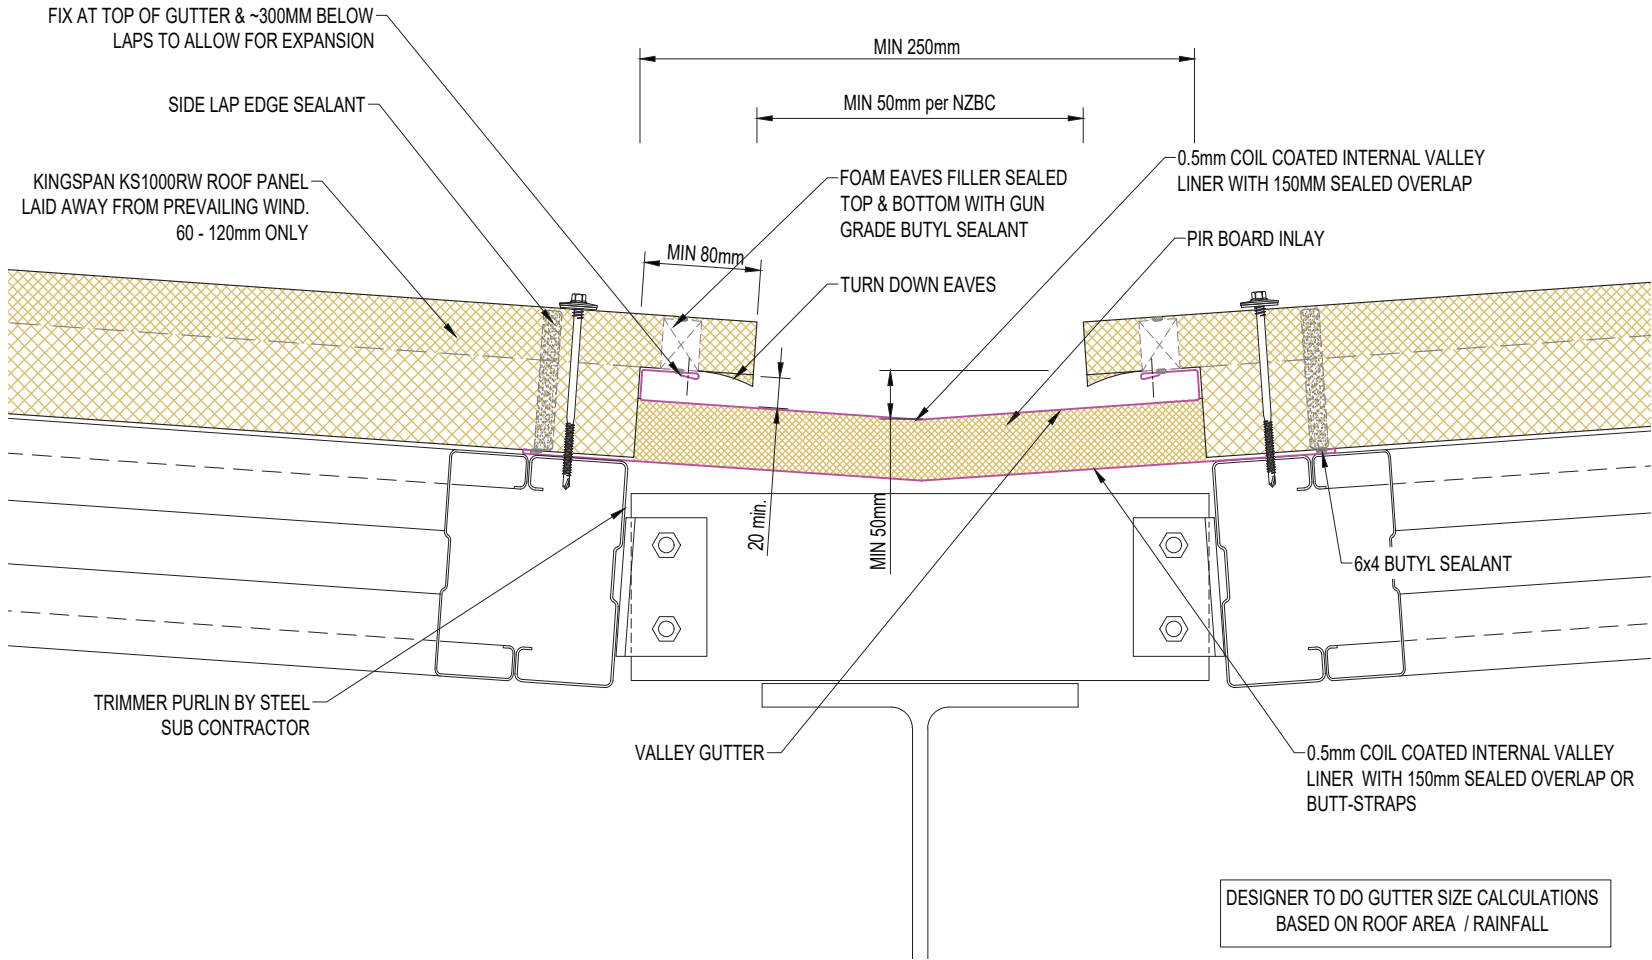 FIX AT TOP OF GUTTER & ~300MM BELOW
LAPS TO ALLOW FOR EXPANSION
MIN 250mm
SIDE LAP EDGE SEALANT
MIN 50mm per NZBC
KINGSPAN KS1000RW ROOF PANEL
LAID AWAY FROM PREVAILING WIND.
60 - 120mm ONLY
FOAM EAVES FILLER SEALED
TOP & BOTTOM WITH GUN
GRADE BUTYL SEALANT
0.5mm COIL COATED INTERNAL VALLEY
LINER WITH 150MM SEALED OVERLAP
PIR BOARD INLAY
MIN 80mm
TURN DOWN EAVES
20 min.
MIN 50mm
6x4 BUTYL SEALANT
TRIMMER PURLIN BY STEEL
SUB CONTRACTOR
VALLEY GUTTER
0.5mm COIL COATED INTERNAL VALLEY
LINER WITH 150mm SEALED OVERLAP OR
BUTT-STRAPS
DESIGNER TO DO GUTTER SIZE CALCULATIONS
BASED ON ROOF AREA / RAINFALL